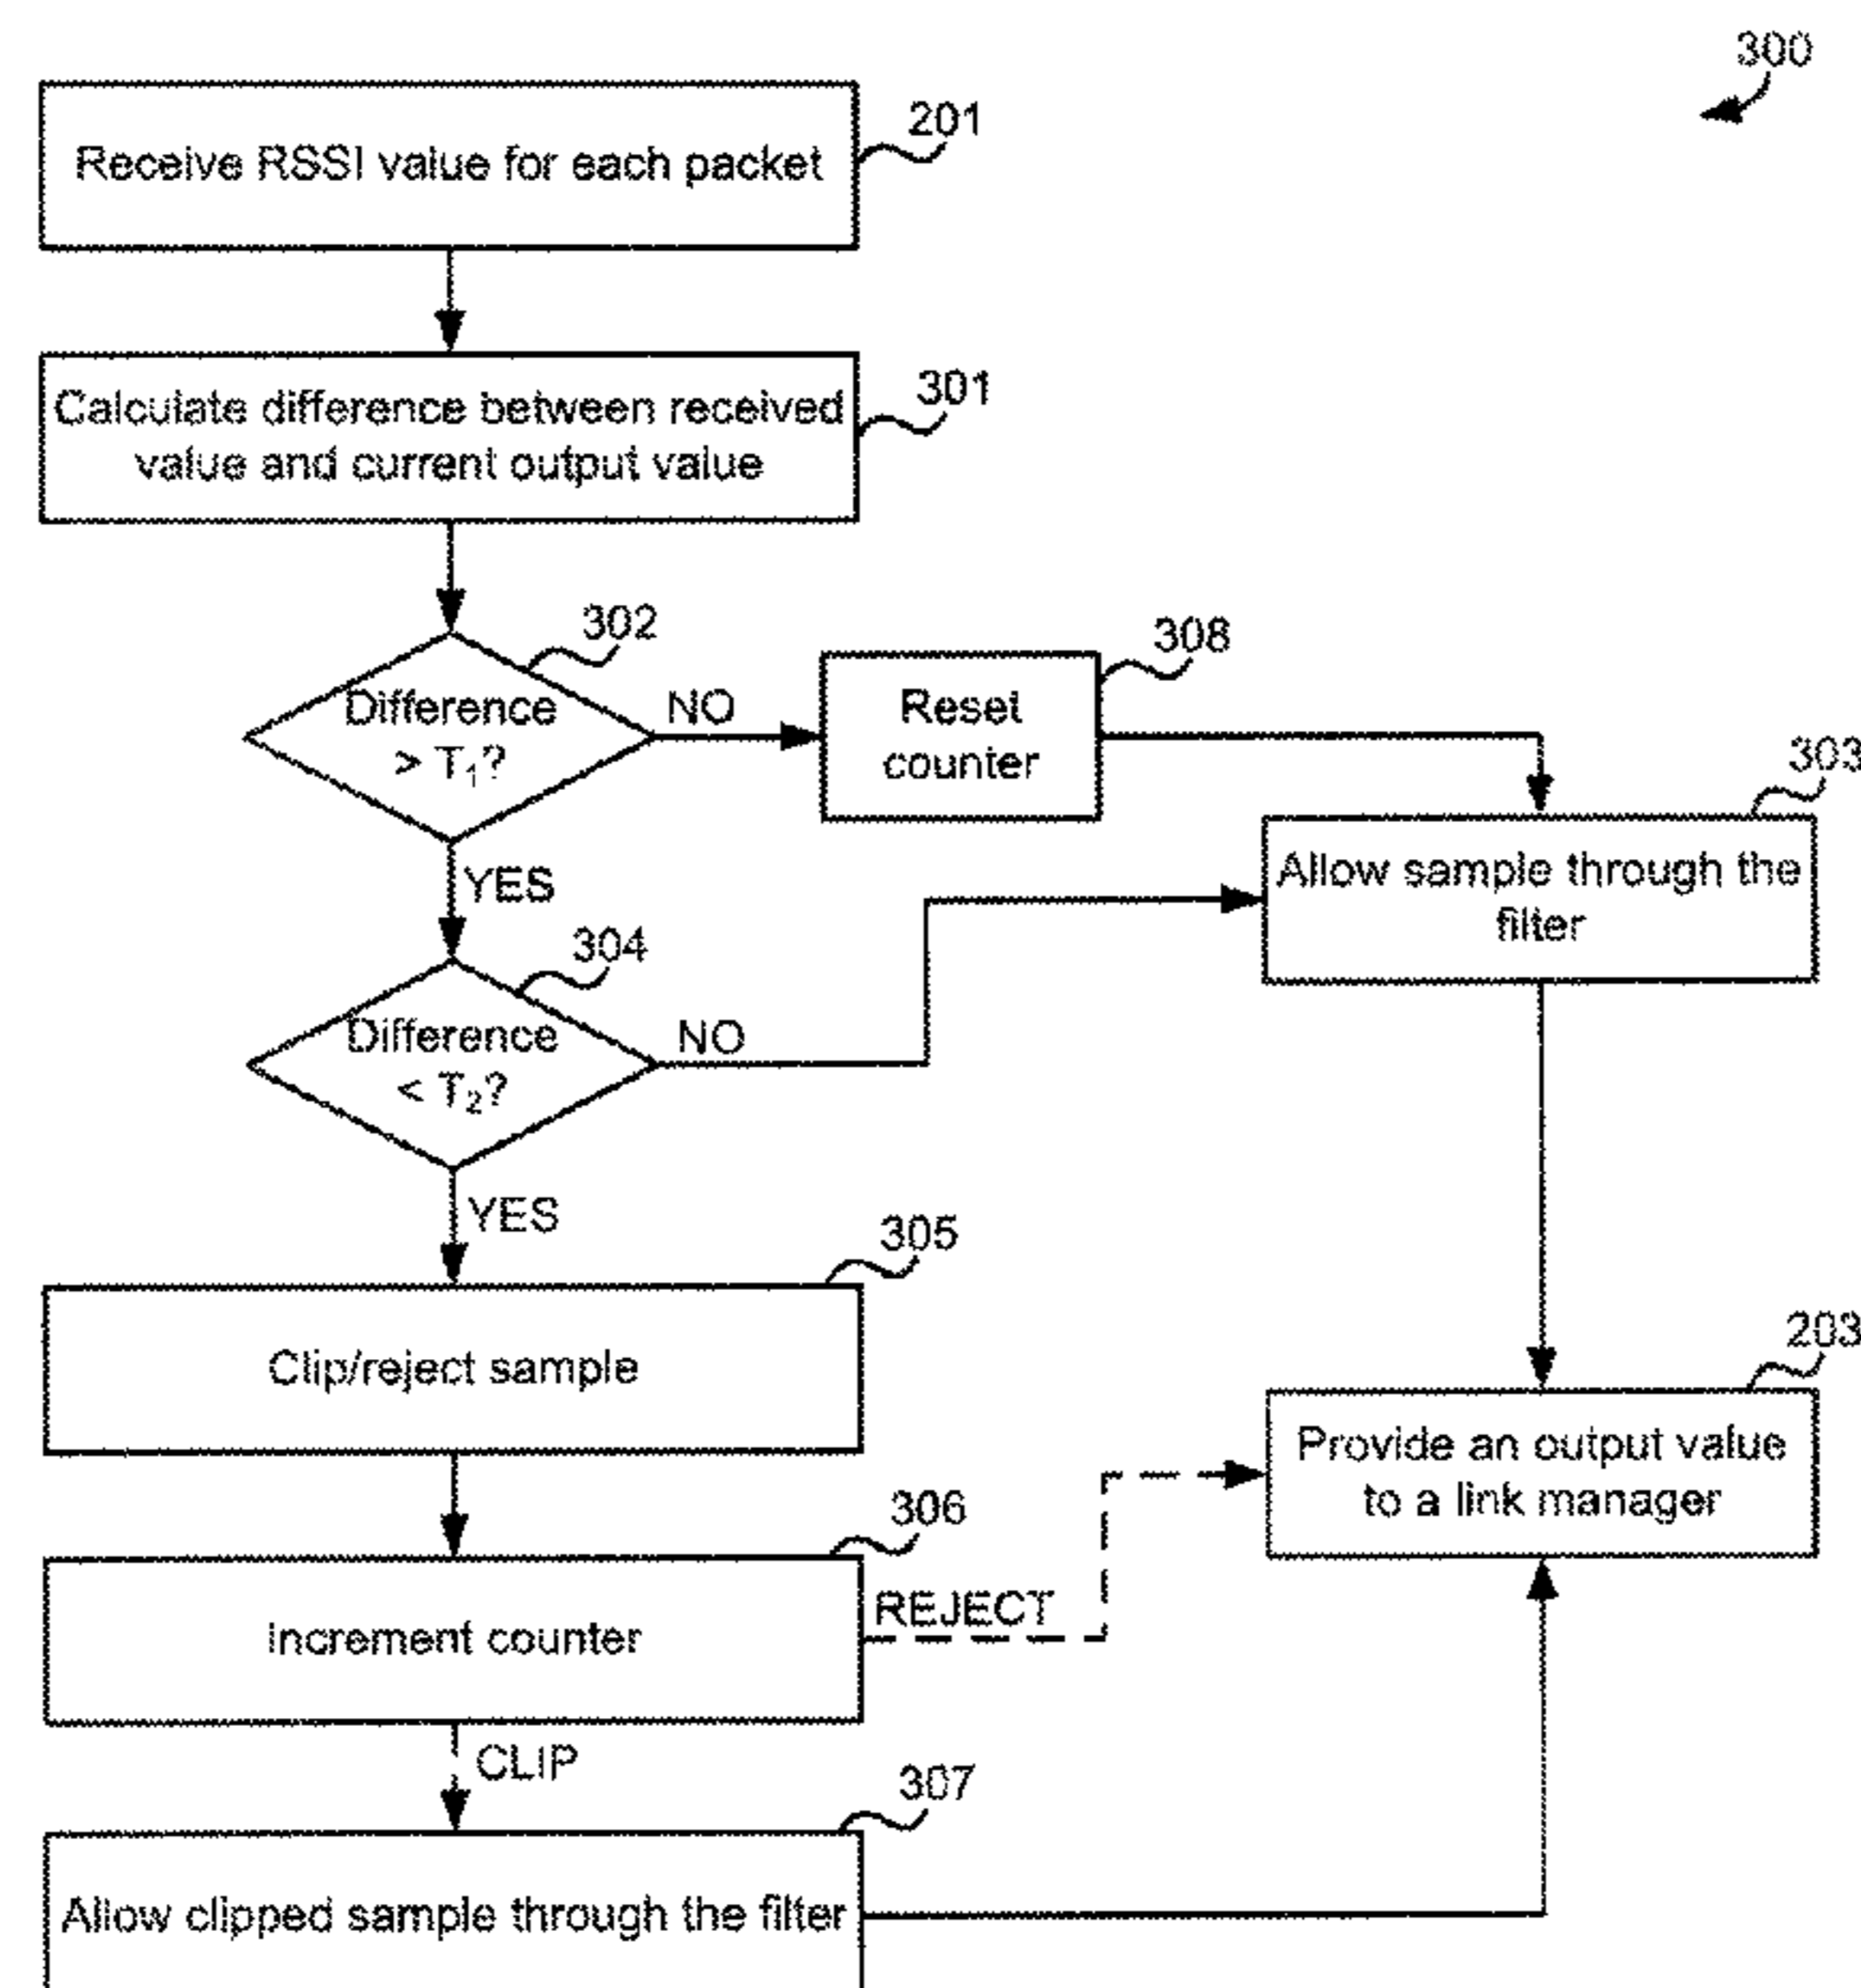 300
Receive RSSI value for each packet
201
Calculate difference between received
value and current output value
301
302
Difference
> T₁?
NO
308
Reset
counter
303
Allow sample through the
filter
YES
304
Difference
< T₂?
NO
YES
305
Clip/reject sample
203
Provide an output value
to a link manager
306
Increment counter
REJECT
CLIP
307
Allow clipped sample through the filter